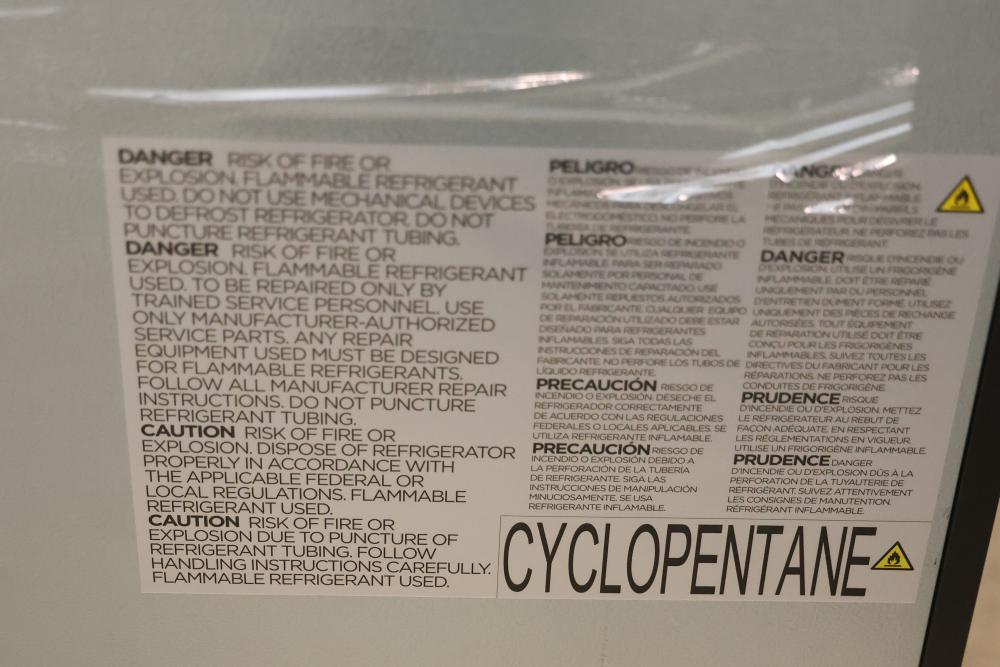 DANGER RISK OF FIRE OR
EXPLOSION. FLAMMABLE REFRIGERANT
USED. DO NOT USE MECHANICAL DEVICES
TO DEFROST REFRIGERATOR. DO NOT
PUNCTURE REFRIGERANT TUBING.
DANGER RISK OF FIRE OR
EXPLOSION. FLAMMABLE REFRIGERANT
USED. TO BE REPAIRED ONLY BY
TRAINED SERVICE PERSONNEL. USE
ONLY MANUFACTURER-AUTHORIZED
SERVICE PARTS. ANY REPAIR
EQUIPMENT USED MUST BE DESIGNED
FOR FLAMMABLE REFRIGERANTS.
FOLLOW ALL MANUFACTURER REPAIR
INSTRUCTIONS. DO NOT PUNCTURE
REFRIGERANT TUBING.
CAUTION RISK OF FIRE OR
EXPLOSION. DISPOSE OF REFRIGERATOR
PROPERLY IN ACCORDANCE WITH
THE APPLICABLE FEDERAL OR
LOCAL REGULATIONS. FLAMMABLE
REFRIGERANT USED.
CAUTION RISK OF FIRE OR
EXPLOSION DUE TO PUNCTURE OF
REFRIGERANT TUBING. FOLLOW
HANDLING INSTRUCTIONS CAREFULLY.
FLAMMABLE REFRIGERANT USED.
PELIGRO RIESGO DE
ELECTRODOMÉSTICO. NO PERFORE LA
TUBERÍA DE REFRIGERANTE.
PELIGRO RIESGO DE INCENDIO O
EXPLOSIÓN. SE UTILIZA REFRIGERANTE
INFLAMABLE. PARA SER REPARADO
SOLAMENTE POR PERSONAL DE
MANTENIMIENTO CAPACITADO. USE
SOLAMENTE REPUESTOS AUTORIZADOS
POR EL FABRICANTE. CUALQUIER EQUIPO
DE REPARACIÓN UTILIZADO DEBE ESTAR
DISEÑADO PARA REFRIGERANTES
INFLAMABLES. SIGA TODAS LAS
INSTRUCCIONES DE REPARACIÓN DEL
FABRICANTE. NO PERFORE LOS TUBOS DE
LÍQUIDO REFRIGERANTE.
PRECAUCIÓN RIESGO DE
INCENDIO O EXPLOSIÓN. DESECHE EL
REFRIGERADOR CORRECTAMENTE
DE ACUERDO CON LAS REGULACIONES
FEDERALES O LOCALES APLICABLES. SE
UTILIZA REFRIGERANTE INFLAMABLE.
PRECAUCIÓN RIESGO DE
INCENDIO O EXPLOSIÓN DEBIDO A
LA PERFORACIÓN DE LA TUBERÍA
DE REFRIGERANTE. SIGA LAS
INSTRUCCIONES DE MANIPULACIÓN
MINUCIOSAMENTE. SE USA
REFRIGERANTE INFLAMABLE.
MÉCANIQUES POUR DÉGIVRER LE
RÉFRIGÉRATEUR. NE PERFOREZ PAS LES
TUBES DE RÉFRIGÉRANT.
DANGER RISQUE D'INCENDIE OU
D'EXPLOSION. UTILISE UN FRIGORIGÈNE
INFLAMMABLE. DOIT ÊTRE RÉPARÉ
UNIQUEMENT PAR DU PERSONNEL
D'ENTRETIEN DÛMENT FORMÉ. UTILISEZ
UNIQUEMENT DES PIÈCES DE RECHANGE
AUTORISÉES. TOUT ÉQUIPEMENT
DE RÉPARATION UTILISÉ DOIT ÊTRE
CONÇU POUR LES FRIGORIGÈNES
INFLAMMABLES. SUIVEZ TOUTES LES
DIRECTIVES DU FABRICANT POUR LES
RÉPARATIONS. NE PERFOREZ PAS LES
CONDUITES DE FRIGORIGÈNE.
PRUDENCE RISQUE
D'INCENDIE OU D'EXPLOSION. METTEZ
LE RÉFRIGÉRATEUR AU REBUT DE
FAÇON ADÉQUATE, EN RESPECTANT
LES RÉGLEMENTATIONS EN VIGUEUR.
UTILISE UN FRIGORIGÈNE INFLAMMABLE.
PRUDENCE DANGER
D'INCENDIE OU D'EXPLOSION DÛS À LA
PERFORATION DE LA TUYAUTERIE DE
RÉFRIGÉRANT. SUIVEZ ATTENTIVEMENT
LES CONSIGNES DE MANUTENTION.
RÉFRIGÉRANT INFLAMMABLE.
CYCLOPENTANE